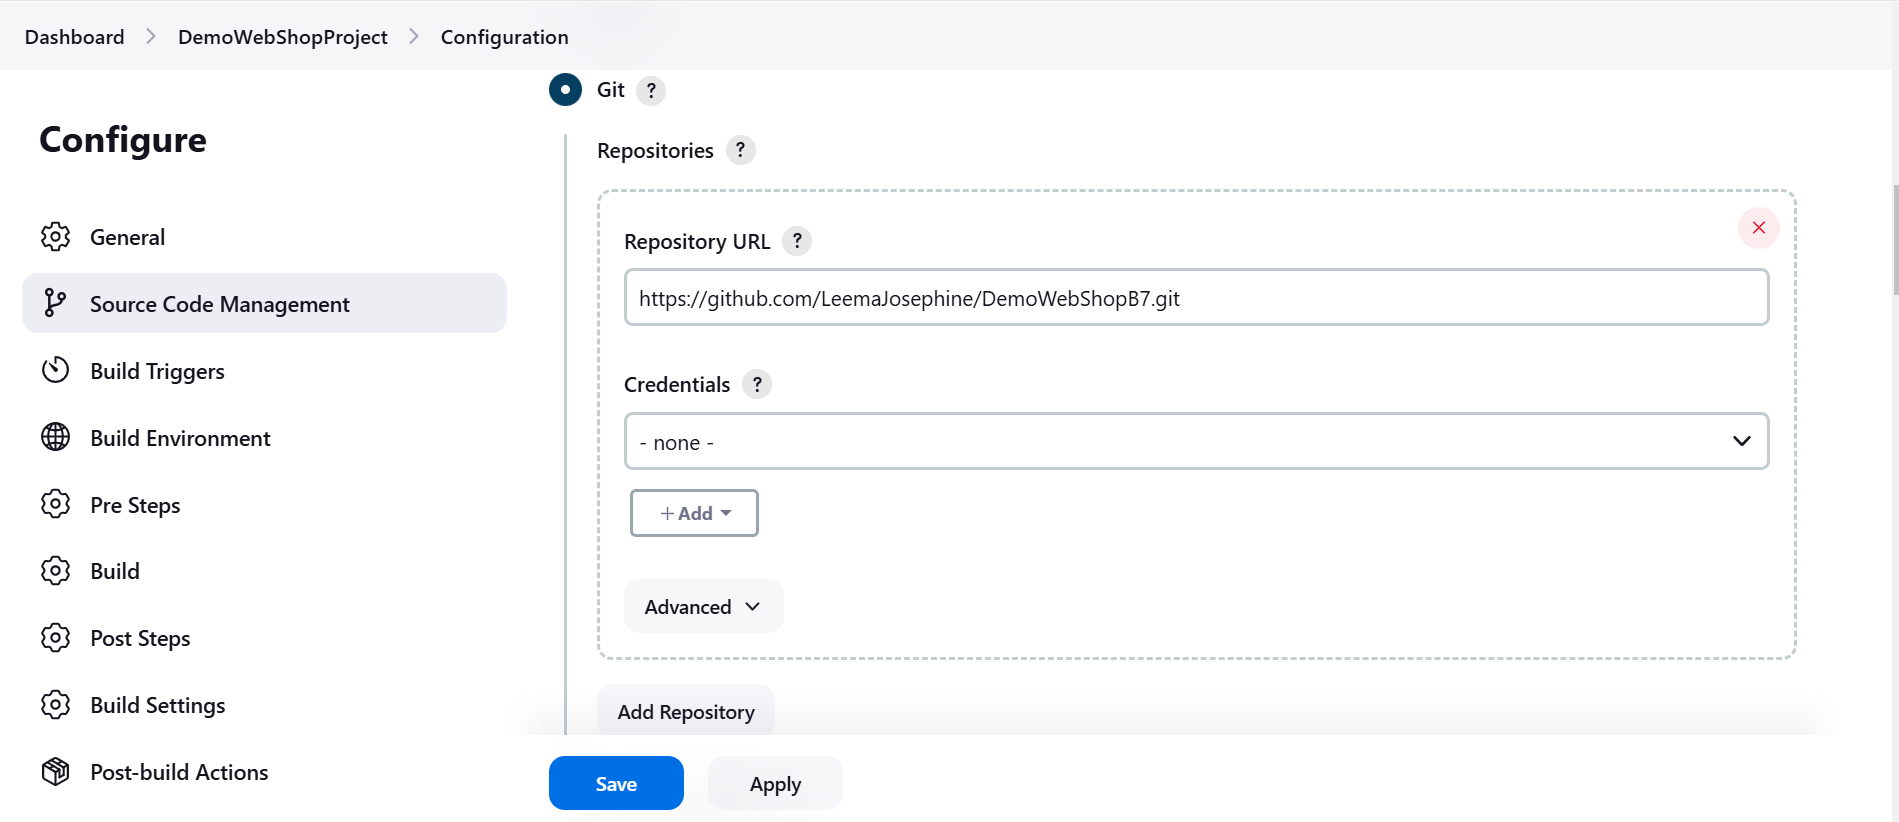 Dashboard > DemoWebShopProject > Configuration
Configure
General
Source Code Management
Build Triggers
Build Environment
Pre Steps
Build
Post Steps
Build Settings
Post-build Actions
Git ?
Repositories ?
Repository URL ?
https://github.com/LeemaJosephine/DemoWebShopB7.git
Credentials ?
- none -
+ Add
Advanced
Add Repository
Save Apply